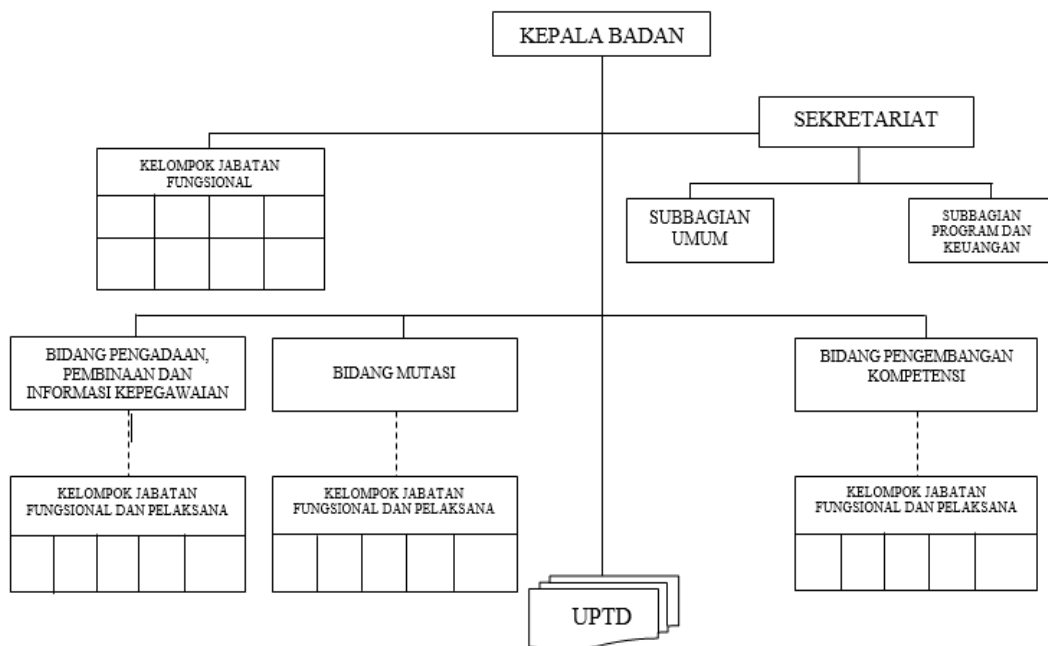 KEPALA BADAN
SEKRETARIAT
KELOMPOK JABATAN
FUNGSIONAL
SUBBAGIAN
UMUM
SUBBAGIAN
PROGRAM DAN
KEUANGAN
BIDANG PENGADAAN,
PEMBINAAN DAN
INFORMASI KEPEGAWAIAN
BIDANG MUTASI
BIDANG PENGEMBANGAN
KOMPETENSI
KELOMPOK JABATAN
FUNGSIONAL DAN PELAKSANA
KELOMPOK JABATAN
FUNGSIONAL DAN PELAKSANA
KELOMPOK JABATAN
FUNGSIONAL DAN PELAKSANA
UPTD